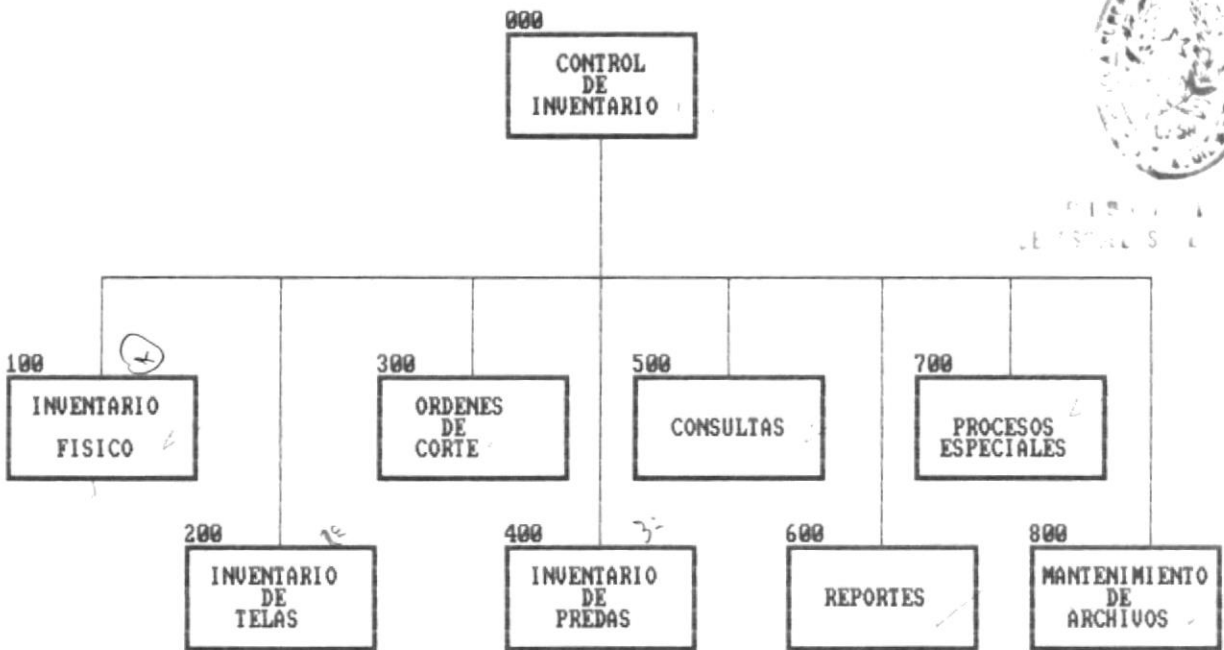 000
CONTROL
DE
INVENTARIO
100
INVENTARIO
FISICO
300
ORDENES
DE
CORTE
500
CONSULTAS
700
PROCESOS
ESPECIALES
200
INVENTARIO
DE
TELAS
400
INVENTARIO
DE
PREDAS
600
REPORTES
800
MANTENIMIENTO
DE
ARCHIVOS